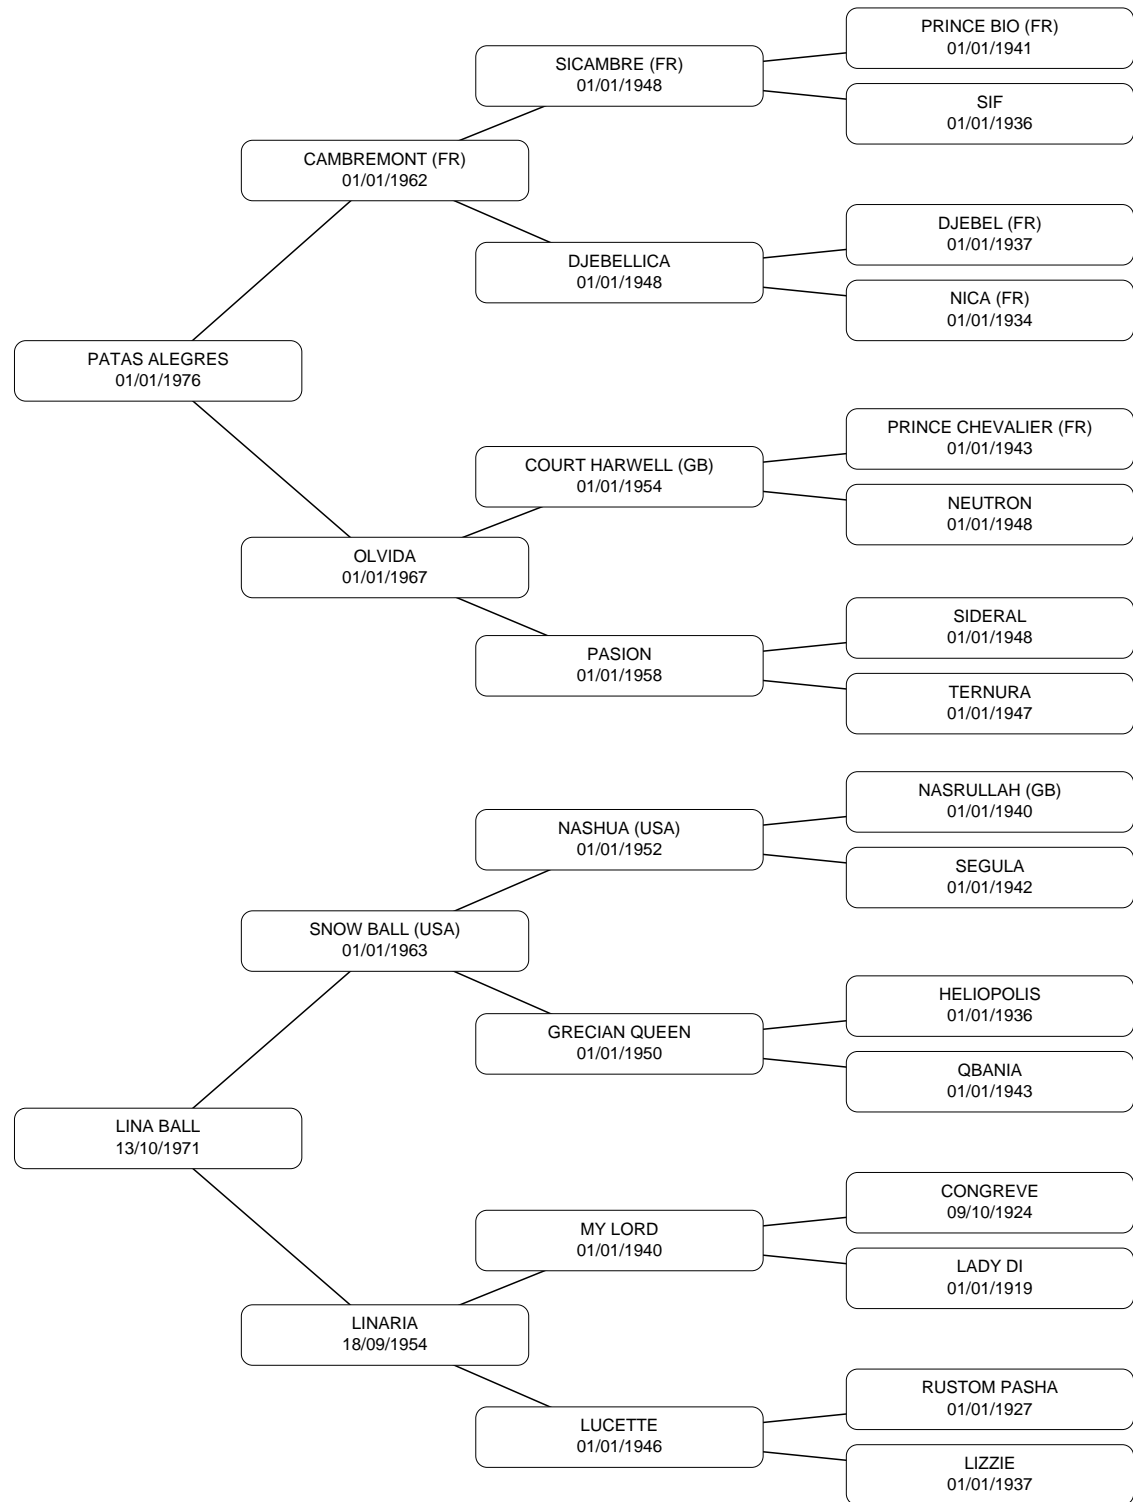 PRINCE BIO (FR)
01/01/1941
SICAMBRE (FR)
01/01/1948
SIF
01/01/1936
CAMBREMONT (FR)
01/01/1962
DJEBEL (FR)
01/01/1937
DJEBELLICA
01/01/1948
NICA (FR)
01/01/1934
PATAS ALEGRES
01/01/1976
PRINCE CHEVALIER (FR)
01/01/1943
COURT HARWELL (GB)
01/01/1954
NEUTRON
01/01/1948
OLVIDA
01/01/1967
SIDERAL
01/01/1948
PASION
01/01/1958
TERNURA
01/01/1947
NASRULLAH (GB)
01/01/1940
NASHUA (USA)
01/01/1952
SEGULA
01/01/1942
SNOW BALL (USA)
01/01/1963
HELIOPOLIS
01/01/1936
GRECIAN QUEEN
01/01/1950
QBANIA
01/01/1943
LINA BALL
13/10/1971
CONGREVE
09/10/1924
MY LORD
01/01/1940
LADY DI
01/01/1919
LINARIA
18/09/1954
RUSTOM PASHA
01/01/1927
LUCETTE
01/01/1946
LIZZIE
01/01/1937